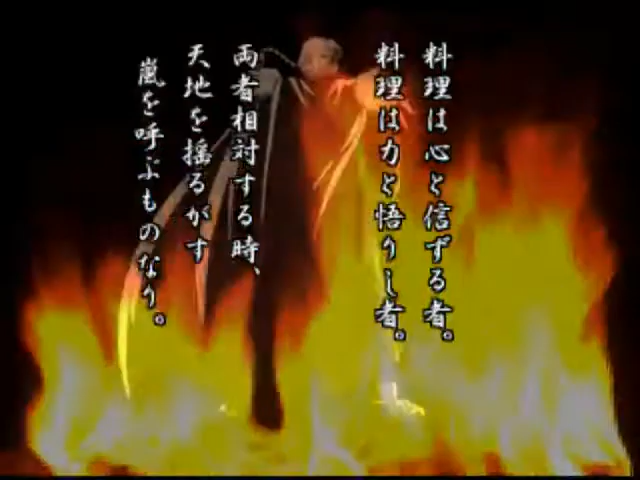 料理は心と信ずる者。
料理は力と悟りし者。
両者相対する時、
天地を揺るがす
嵐を呼ぶものなり。